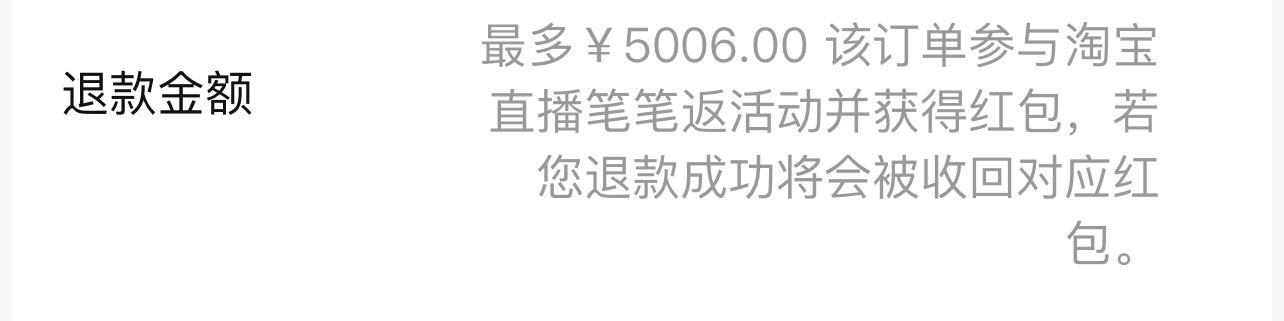 退款金额
最多￥5006.00 该订单参与淘宝
直播笔笔返活动并获得红包，若
您退款成功将会被收回对应红
包。